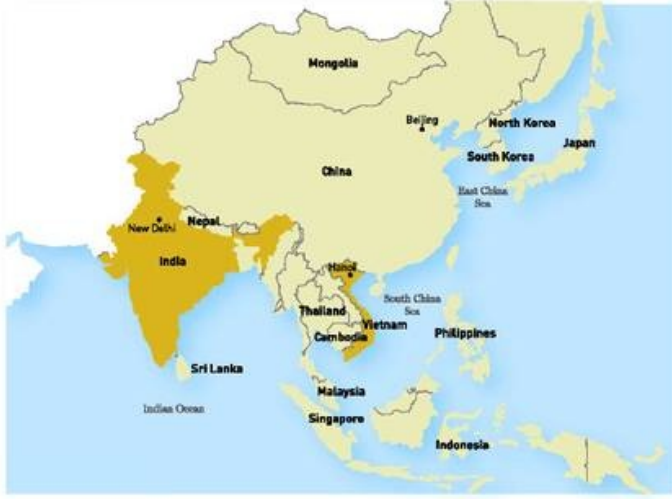 Mongolia
Beijing
North Korea
Japan
South Korea
China
East China
Sea
Nepal
New Delhi
India
Hanoi
South China
Sea
Thailand
Vietnam
Cambodia
Philippines
Sri Lanka
Malaysia
Indian Ocean
Singapore
Indonesia